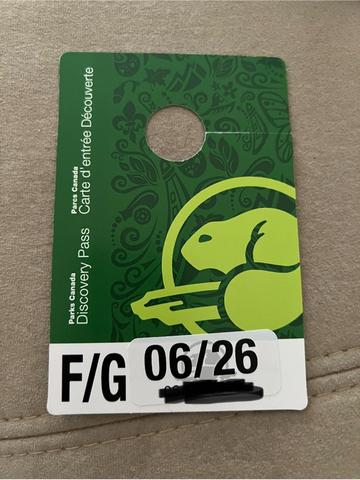 Parks Canada
Discovery Pass
Parcs Canada
Carte d'entrée Découverte
F/G
06/26